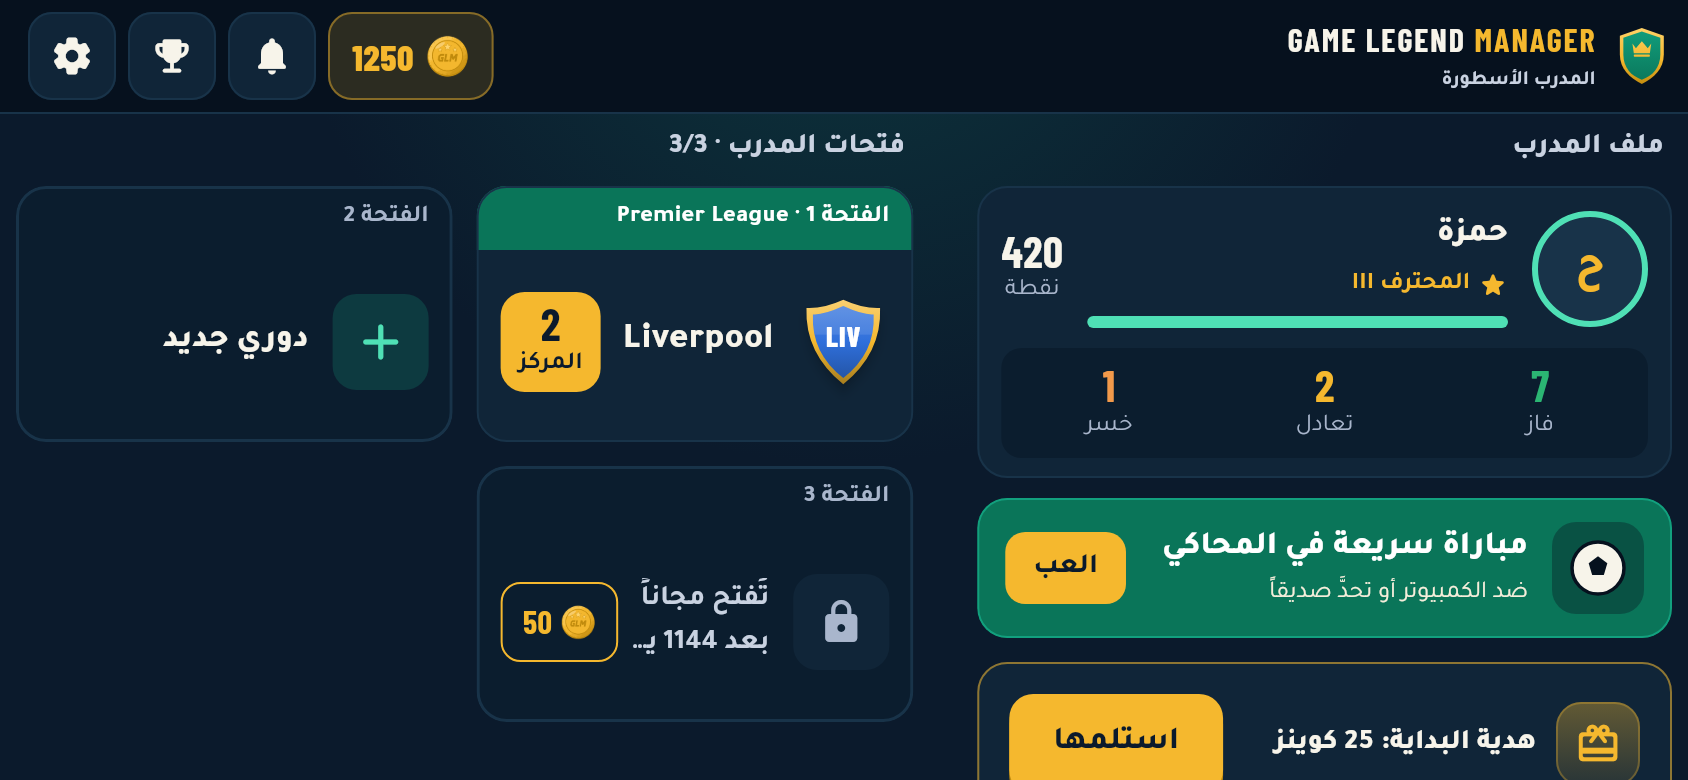 GAME LEGEND MANAGER
المدرب الأسطورة
1250
GLM
ملف المدرب
ح
حمزة
المحترف III
420
نقطة
7
فاز
2
تعادل
1
خسر
مباراة سريعة في المحاكي
ضد الكمبيوتر أو تحدَّ صديقاً
العب
هدية البداية: 25 كوينز
استلمها
فتحات المدرب · 3/3
الفتحة 1 · Premier League
LIV
Liverpool
2
المركز
الفتحة 2
دوري جديد
الفتحة 3
تُفتح مجاناً
بعد 1144 يـ…
50
GLM